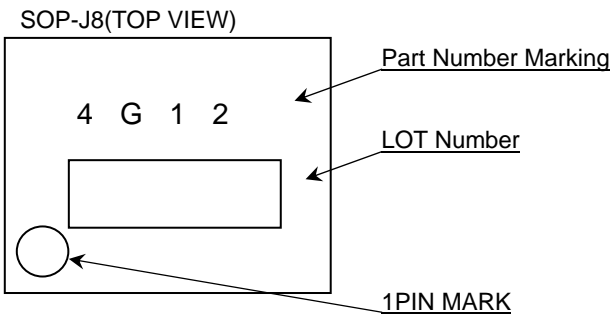 SOP-J8(TOP VIEW)
Part Number Marking
4 G 1 2
LOT Number
1PIN MARK